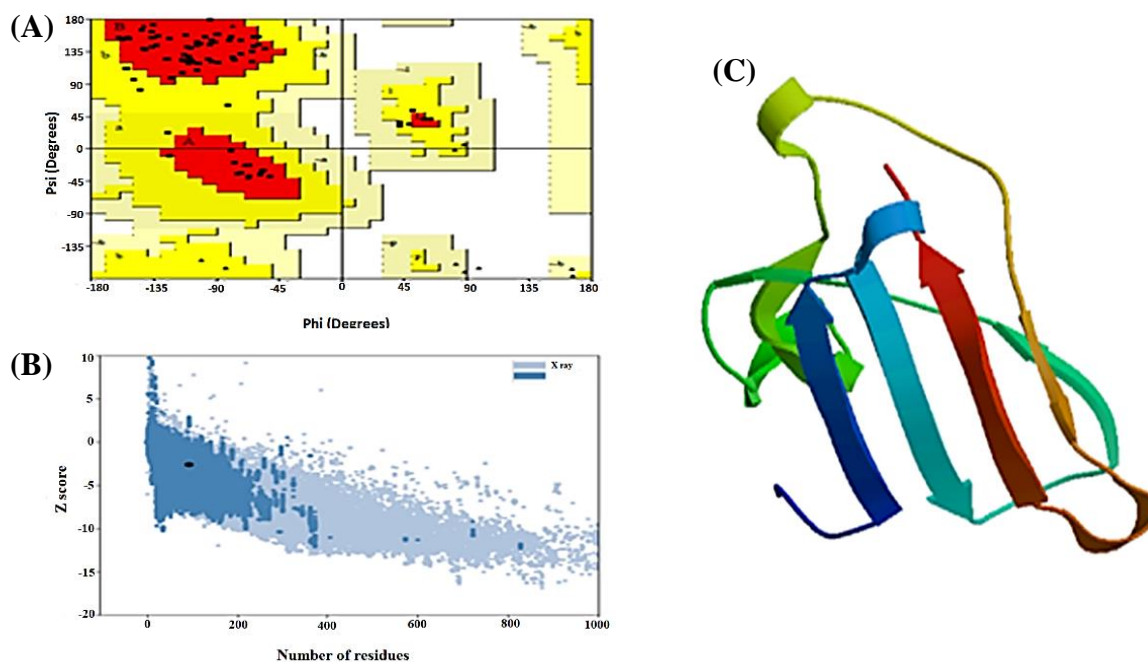 (A)
180
135
90
45
0
-45
-90
-135
Psi (Degrees)
B
A
-180 -135 -90 -45 0 45 90 135 180
Phi (Degrees)
(B)
10
5
0
-5
-10
-15
-20
Z score
X ray
0 200 400 600 800 1000
Number of residues
(C)